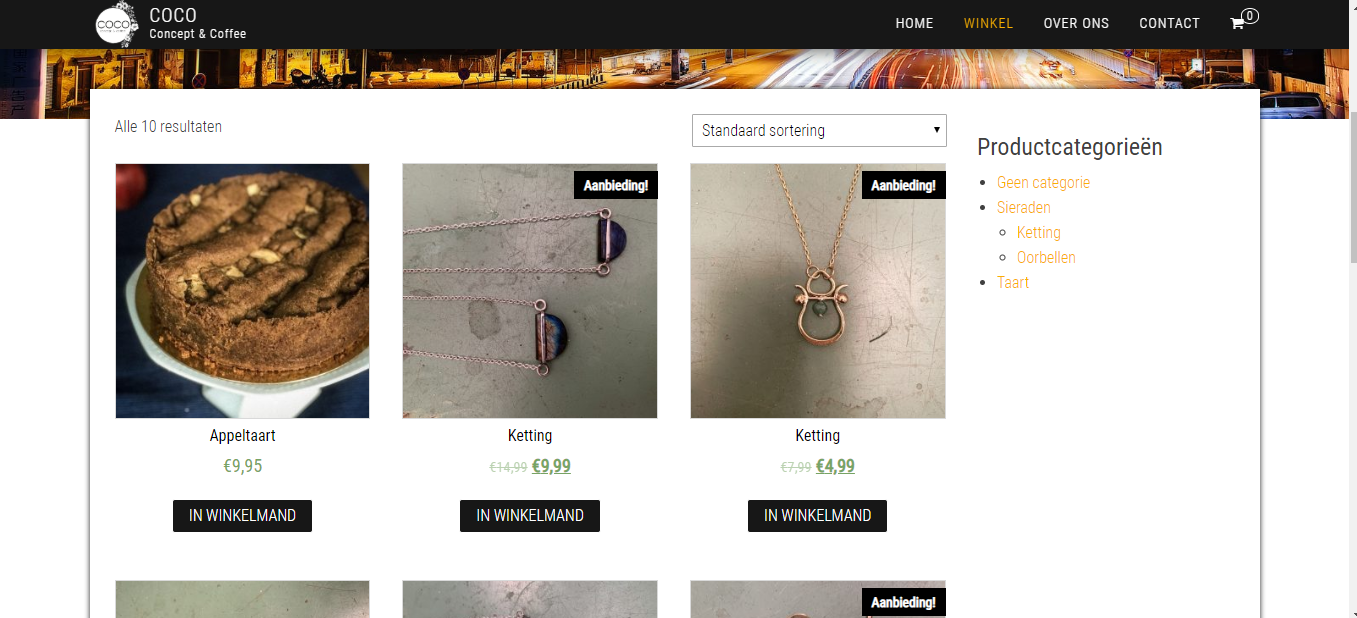 COCO
COCO
Concept & Coffee
HOME
WINKEL
OVER ONS
CONTACT
0
Alle 10 resultaten
Standaard sortering
Productcategorieën
Geen categorie
Sieraden
Ketting
Oorbellen
Taart
Aanbieding!
Aanbieding!
Appeltaart
Ketting
Ketting
€9,95
€14,99 €9,99
€7,99 €4,99
IN WINKELMAND
IN WINKELMAND
IN WINKELMAND
Aanbieding!